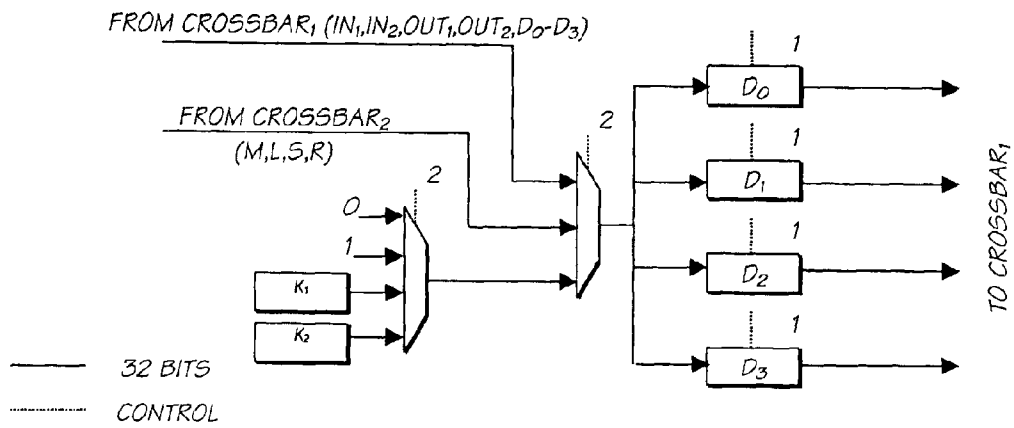 FROM CROSSBAR₁ (IN₁,IN₂,OUT₁,OUT₂,D₀-D₃)
FROM CROSSBAR₂
(M,L,S,R)
0
1
K₁
K₂
2
2
1
D₀
1
D₁
1
D₂
1
D₃
TO CROSSBAR₁
32 BITS
CONTROL